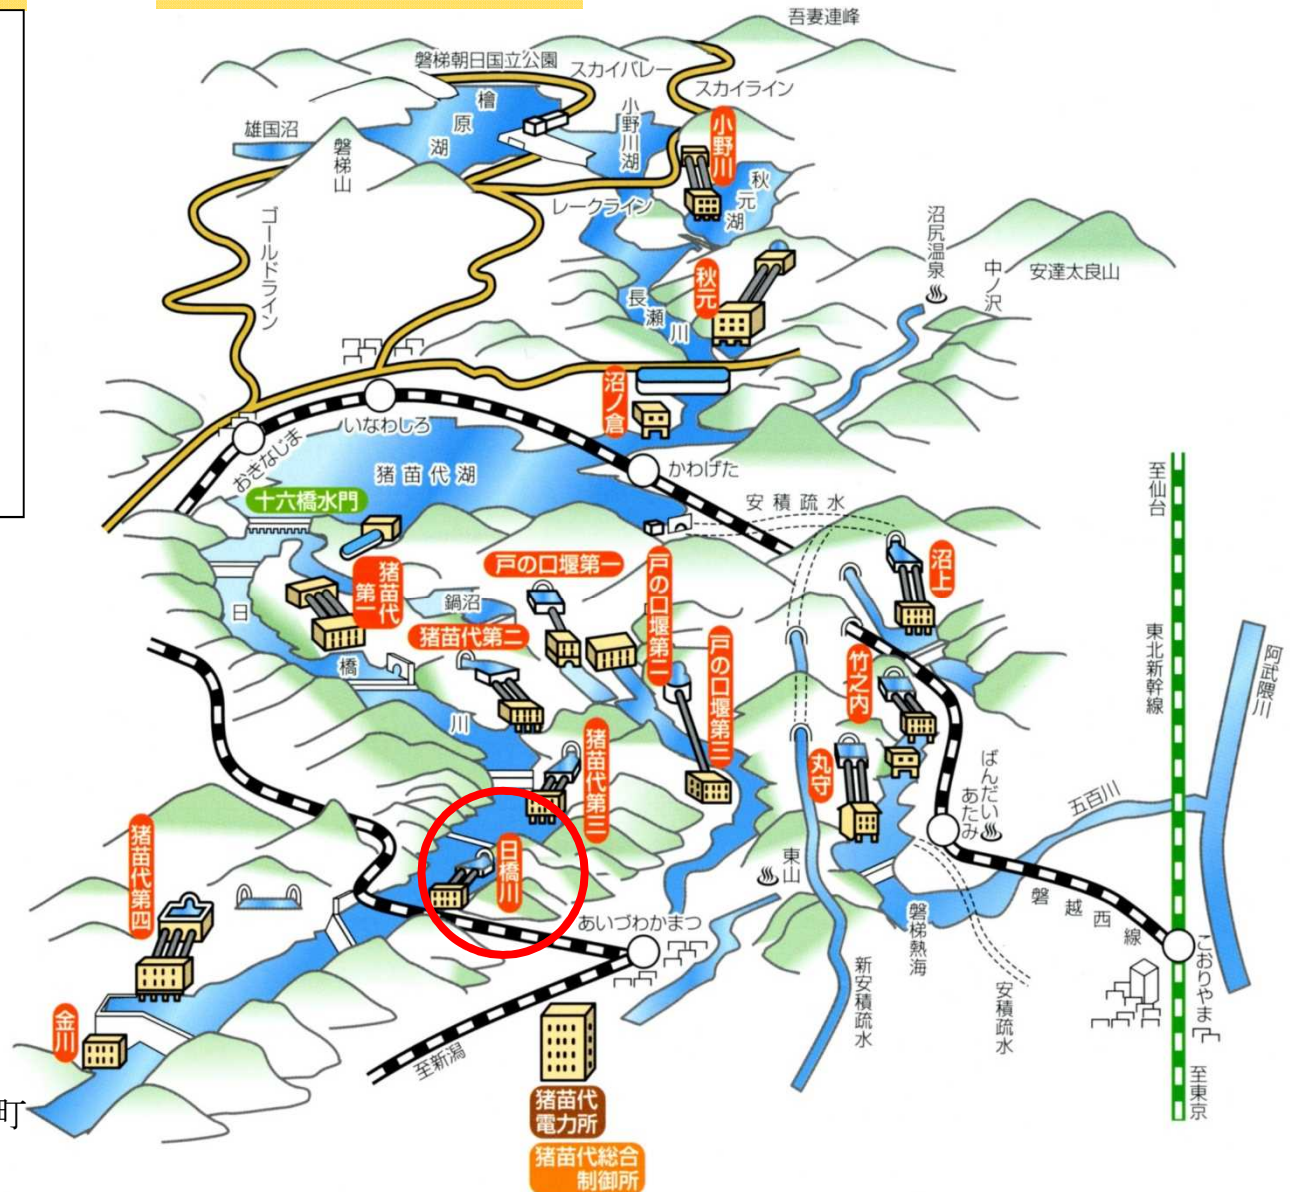 吾妻連峰
磐梯朝日国立公園
スカイバレー
スカイライン
檜原湖
小野川湖
小野川
雄国沼
磐梯山
秋元湖
レークライン
ゴールドライン
沼尻温泉
中ノ沢
安達太良山
秋元
長瀬川
沼ノ倉
いなわしろ
おきなじま
かわげた
猪苗代湖
十六橋水門
安積疏水
至仙台
沼上
戸の口堰第一
戸の口堰第二
猪苗代
第一
鍋沼
猪苗代第二
戸の口堰第三
日橋川
竹之内
東北新幹線
阿武隈川
猪苗代第三
丸守
ばんだい
あたみ
五百川
猪苗代第四
日橋川
東山
あいづわかまつ
磐梯熱海
磐越西線
こおりやま
新安積疏水
安積疏水
金川
至新潟
至東京
猪苗代
電力所
猪苗代総合
制御所
町